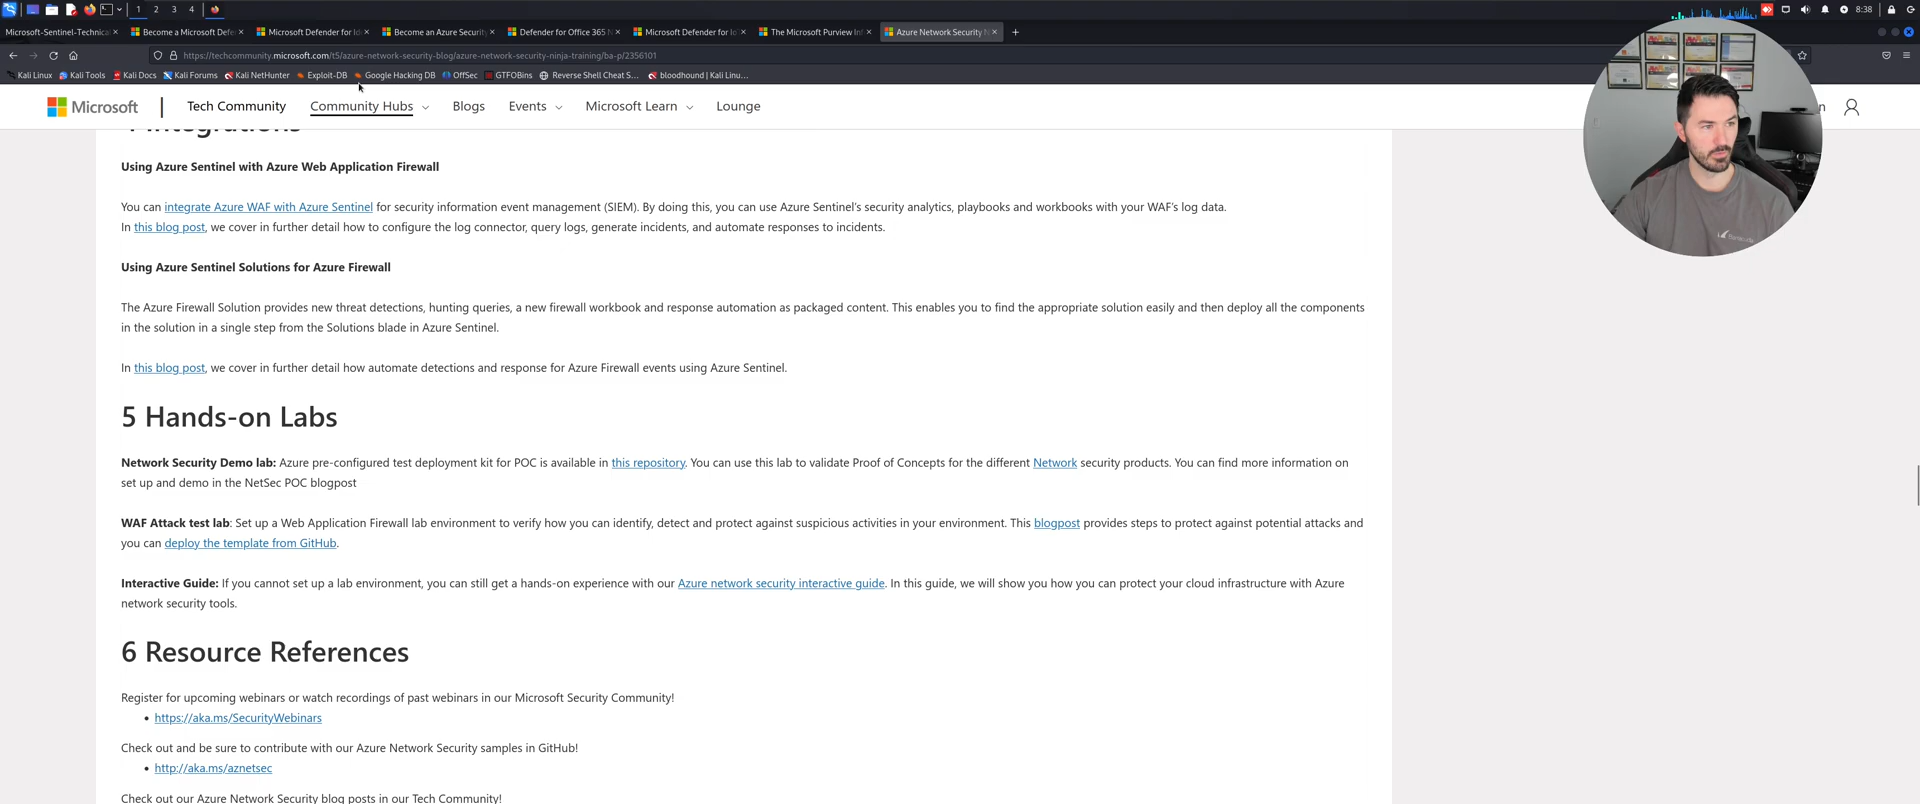 1 2 3 4 8:38
Microsoft-Sentinel-Technical Become a Microsoft Defen Microsoft Defender for Id Become an Azure Security Defender for Office 365 N Microsoft Defender for Io The Microsoft Purview In Azure Network Security N
https://techcommunity.microsoft.com/t5/azure-network-security-blog/azure-network-security-ninja-training/ba-p/2356101
Kali Linux Kali Tools Kali Docs Kali Forums Kali NetHunter Exploit-DB Google Hacking DB OffSec GTFOBins Reverse Shell Cheat S... bloodhound | Kali Linu...
Microsoft Tech Community Community Hubs Blogs Events Microsoft Learn Lounge
4 Integrations
Using Azure Sentinel with Azure Web Application Firewall
You can integrate Azure WAF with Azure Sentinel for security information event management (SIEM). By doing this, you can use Azure Sentinel's security analytics, playbooks and workbooks with your WAF's log data.
In this blog post, we cover in further detail how to configure the log connector, query logs, generate incidents, and automate responses to incidents.
Using Azure Sentinel Solutions for Azure Firewall
The Azure Firewall Solution provides new threat detections, hunting queries, a new firewall workbook and response automation as packaged content. This enables you to find the appropriate solution easily and then deploy all the components
in the solution in a single step from the Solutions blade in Azure Sentinel.
In this blog post, we cover in further detail how automate detections and response for Azure Firewall events using Azure Sentinel.
5 Hands-on Labs
Network Security Demo lab: Azure pre-configured test deployment kit for POC is available in this repository. You can use this lab to validate Proof of Concepts for the different Network security products. You can find more information on
set up and demo in the NetSec POC blogpost
WAF Attack test lab: Set up a Web Application Firewall lab environment to verify how you can identify, detect and protect against suspicious activities in your environment. This blogpost provides steps to protect against potential attacks and
you can deploy the template from GitHub.
Interactive Guide: If you cannot set up a lab environment, you can still get a hands-on experience with our Azure network security interactive guide. In this guide, we will show you how you can protect your cloud infrastructure with Azure
network security tools.
6 Resource References
Register for upcoming webinars or watch recordings of past webinars in our Microsoft Security Community!
• https://aka.ms/SecurityWebinars
Check out and be sure to contribute with our Azure Network Security samples in GitHub!
• http://aka.ms/aznetsec
Check out our Azure Network Security blog posts in our Tech Community!